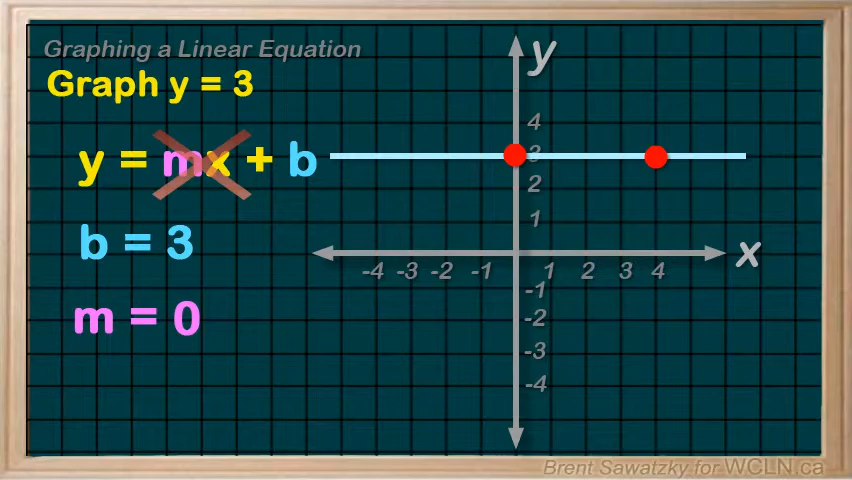 Graphing a Linear Equation
Graph y = 3
y = mx + b
b = 3
m = 0
y
4
3
2
1
-4 -3 -2 -1 1 2 3 4
x
-1
-2
-3
-4
Brent Sawatzky for WCLN.ca